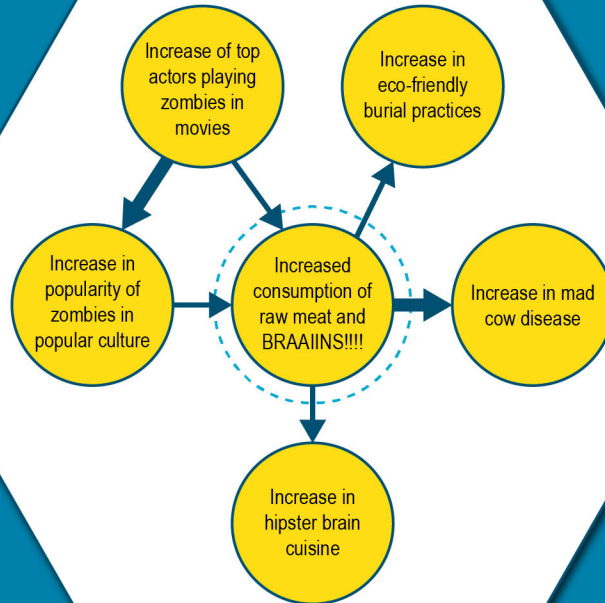 Increase of top
actors playing
zombies in
movies
Increase in
eco-friendly
burial practices
Increase in
popularity of
zombies in
popular culture
Increased
consumption of
raw meat and
BRAAIINS!!!!
Increase in mad
cow disease
Increase in
hipster brain
cuisine